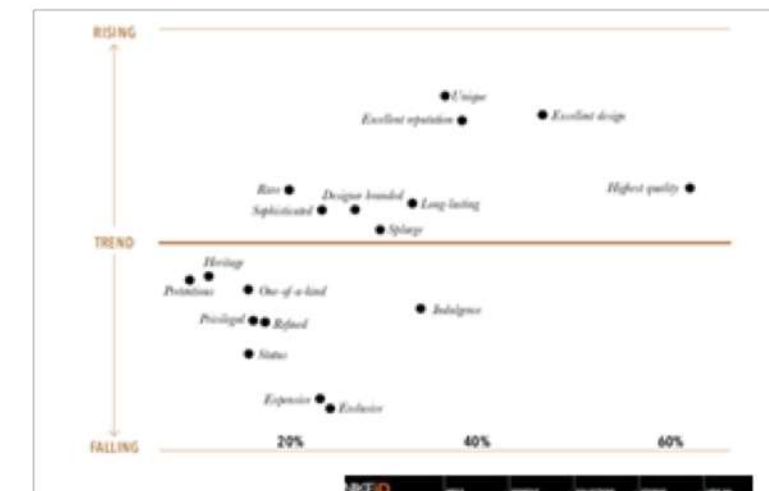 RISING
Unique
Excellent reputation
Excellent design
Rare
Highest quality
Designer branded
Sophisticated
Long-lasting
Splurge
TREND
Heritage
Pretentious
One-of-a-kind
Indulgence
Privileged
Refined
Status
Expensive
Exclusive
FALLING
20%
40%
60%